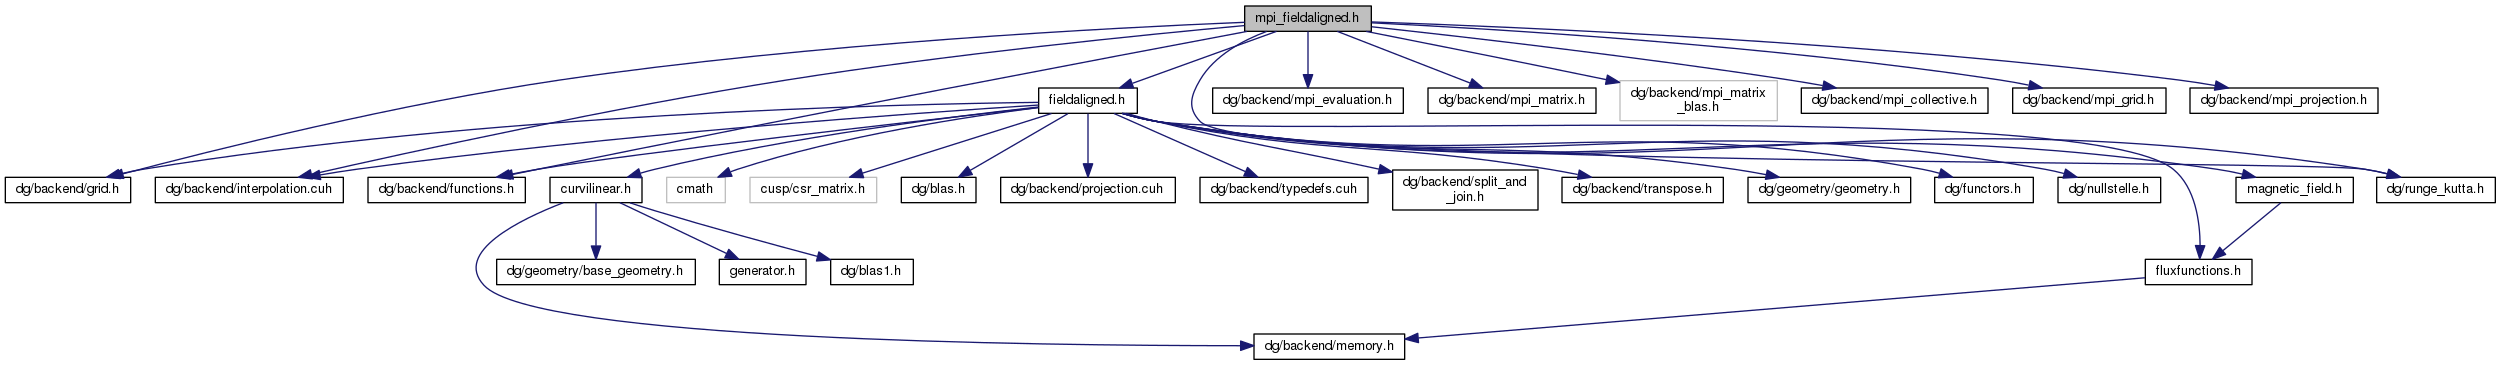 mpi_fieldaligned.h
fieldaligned.h
dg/backend/mpi_evaluation.h
dg/backend/mpi_matrix.h
dg/backend/mpi_matrix
_blas.h
dg/backend/mpi_collective.h
dg/backend/mpi_grid.h
dg/backend/mpi_projection.h
dg/backend/grid.h
dg/backend/interpolation.cuh
dg/backend/functions.h
curvilinear.h
cmath
cusp/csr_matrix.h
dg/blas.h
dg/backend/projection.cuh
dg/backend/typedefs.cuh
dg/backend/split_and
_join.h
dg/backend/transpose.h
dg/geometry/geometry.h
dg/functors.h
dg/nullstelle.h
magnetic_field.h
dg/runge_kutta.h
dg/geometry/base_geometry.h
generator.h
dg/blas1.h
fluxfunctions.h
dg/backend/memory.h